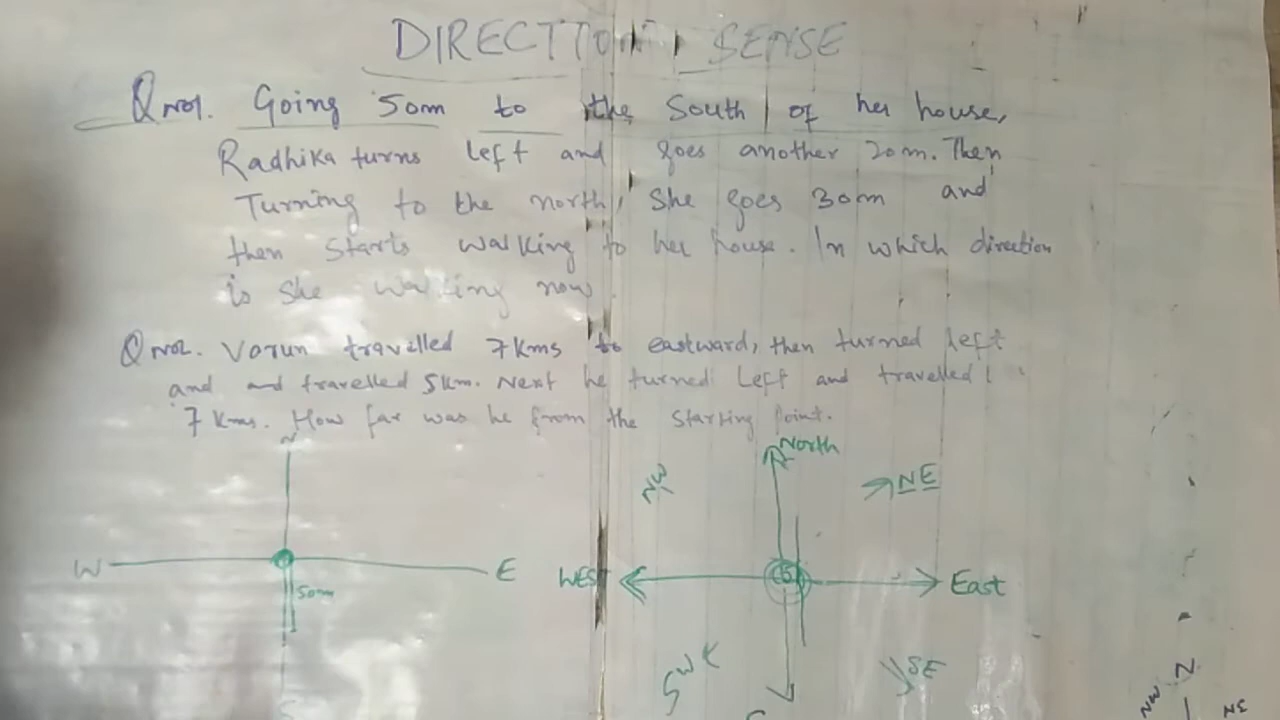 DIRECTION SENSE
Q no1. Going 50m to the South of her house,
Radhika turns left and goes another 20m. Then
Turning to the north, she goes 30m and
then starts walking to her house. In which direction
is she walking now.
Q no2. Varun travelled 7kms to eastward, then turned left
and and travelled 5km. Next he turned left and travelled
7kms. How far was he from the starting point.
N
North
NW
NE
W
E
WEST
East
50m
SW
SE
S
N
NW
NE